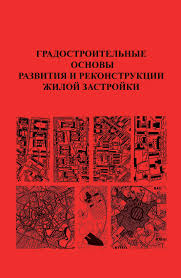 ГРАДОСТРОИТЕЛЬНЫЕ
ОСНОВЫ
РАЗВИТИЯ И РЕКОНСТРУКЦИИ
ЖИЛОЙ ЗАСТРОЙКИ